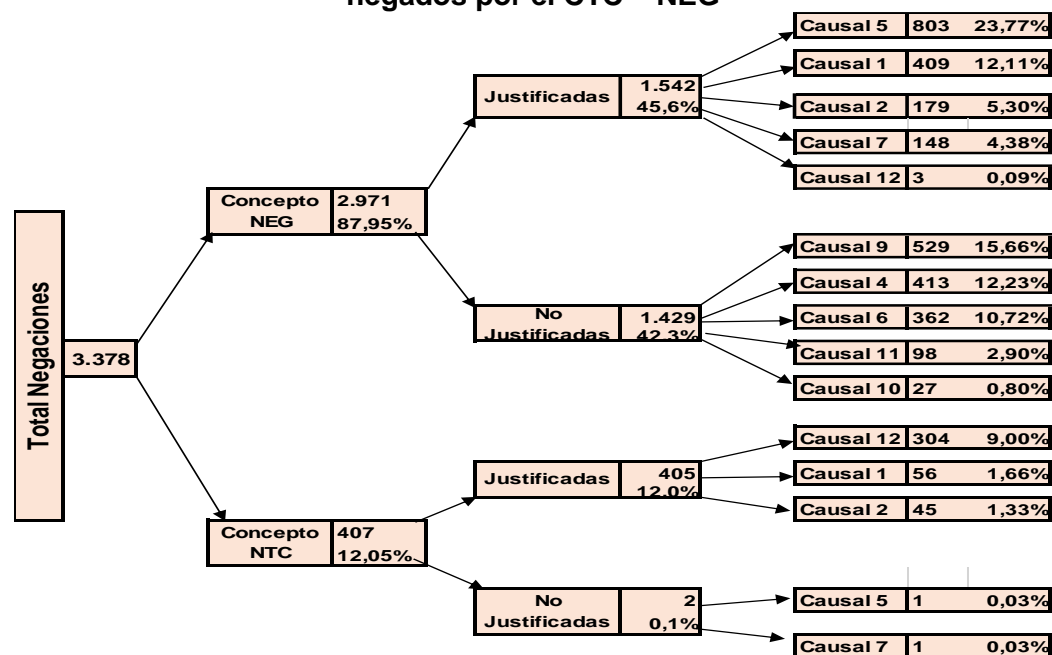 negados por el CTC – NEG
Total Negaciones
3.378
Concepto NEG
2.971
87,95%
Justificadas
1.542
45,6%
Causal 5 803 23,77%
Causal 1 409 12,11%
Causal 2 179 5,30%
Causal 7 148 4,38%
Causal 12 3 0,09%
No Justificadas
1.429
42,3%
Causal 9 529 15,66%
Causal 4 413 12,23%
Causal 6 362 10,72%
Causal 11 98 2,90%
Causal 10 27 0,80%
Concepto NTC
407
12,05%
Justificadas
405
12,0%
Causal 12 304 9,00%
Causal 1 56 1,66%
Causal 2 45 1,33%
No Justificadas
2
0,1%
Causal 5 1 0,03%
Causal 7 1 0,03%